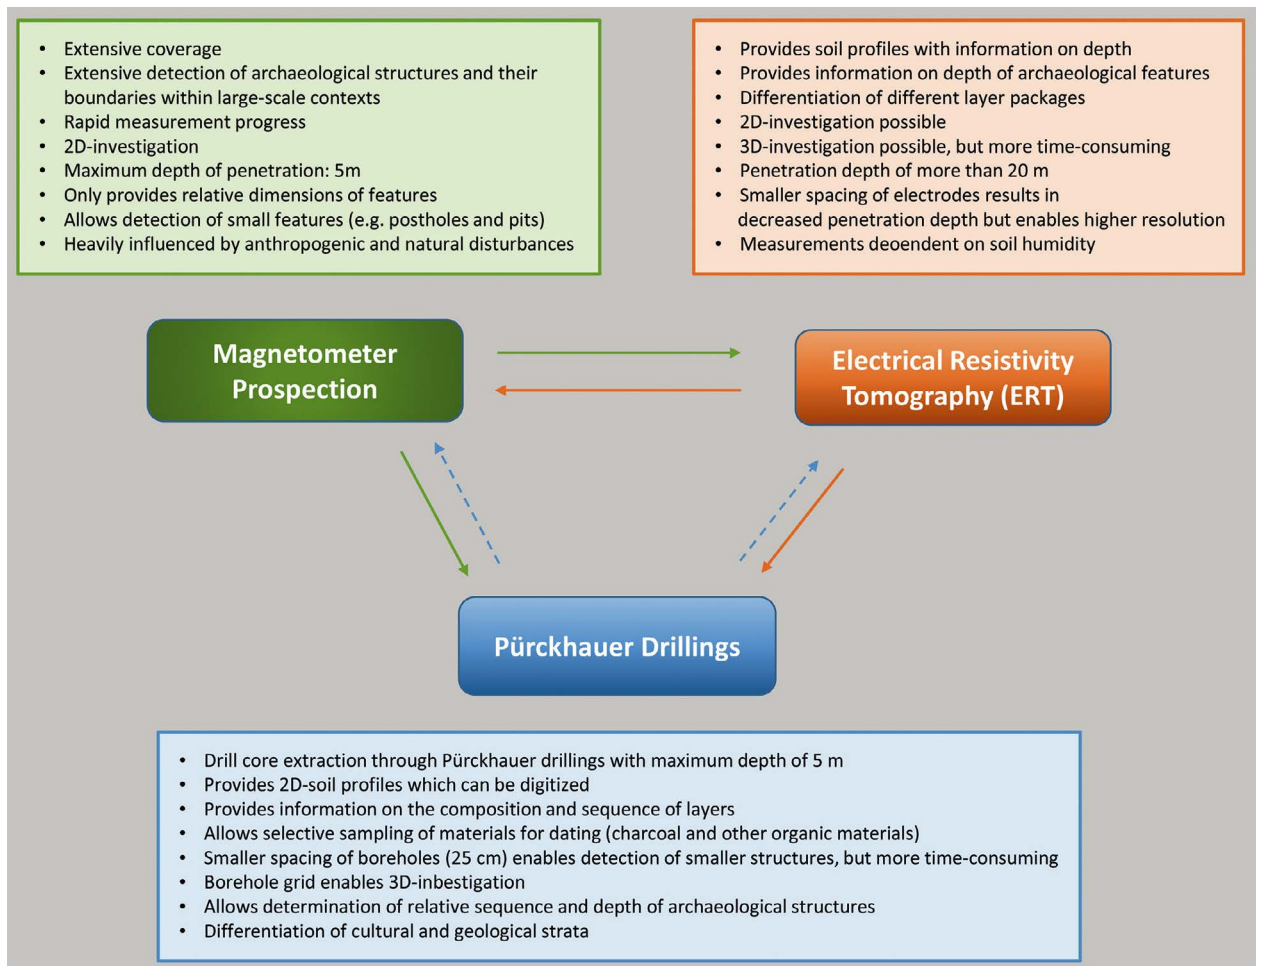 • Extensive coverage
• Extensive detection of archaeological structures and their
boundaries within large-scale contexts
• Rapid measurement progress
• 2D-investigation
• Maximum depth of penetration: 5m
• Only provides relative dimensions of features
• Allows detection of small features (e.g. postholes and pits)
• Heavily influenced by anthropogenic and natural disturbances
• Provides soil profiles with information on depth
• Provides information on depth of archaeological features
• Differentiation of different layer packages
• 2D-investigation possible
• 3D-investigation possible, but more time-consuming
• Penetration depth of more than 20 m
• Smaller spacing of electrodes results in
decreased penetration depth but enables higher resolution
• Measurements deoendent on soil humidity
Magnetometer
Prospection
Electrical Resistivity
Tomography (ERT)
Pürckhauer Drillings
• Drill core extraction through Pürckhauer drillings with maximum depth of 5 m
• Provides 2D-soil profiles which can be digitized
• Provides information on the composition and sequence of layers
• Allows selective sampling of materials for dating (charcoal and other organic materials)
• Smaller spacing of boreholes (25 cm) enables detection of smaller structures, but more time-consuming
• Borehole grid enables 3D-inbestigation
• Allows determination of relative sequence and depth of archaeological structures
• Differentiation of cultural and geological strata